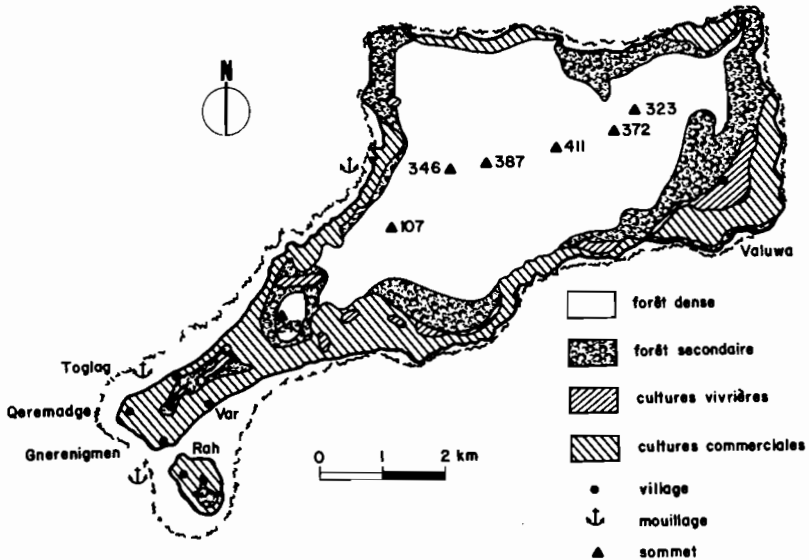 N
323
372
411
346
387
107
Valuwa
Toglag
Qeremadge
Var
Gnerenigmen
Rah
0 1 2 km
forêt dense
forêt secondaire
cultures vivrières
cultures commerciales
village
mouillage
sommet